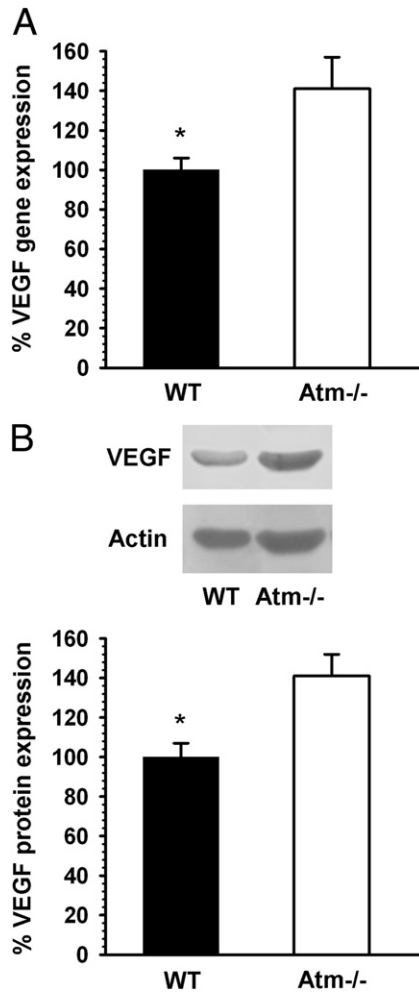 A
% VEGF gene expression
160
140
120
100
80
60
40
20
0
*
WT Atm-/-
B
VEGF
Actin
WT Atm-/-
% VEGF protein expression
160
140
120
100
80
60
40
20
0
*
WT Atm-/-